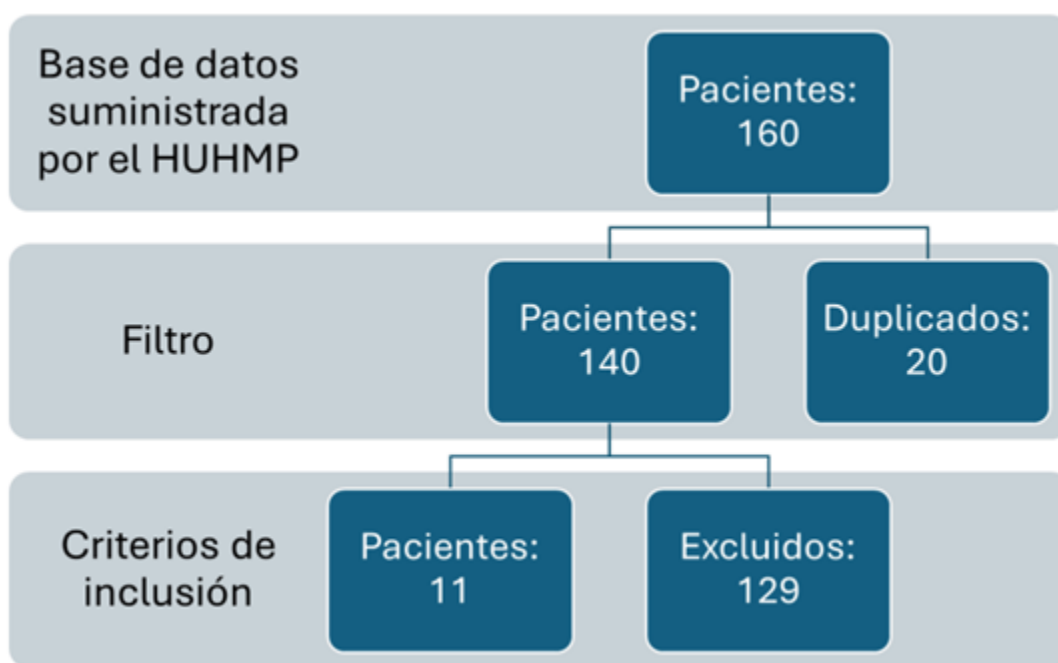 Base de datos
suministrada
por el HUHMP
Pacientes:
160
Filtro
Pacientes:
140
Duplicados:
20
Criterios de
inclusión
Pacientes:
11
Excluidos:
129